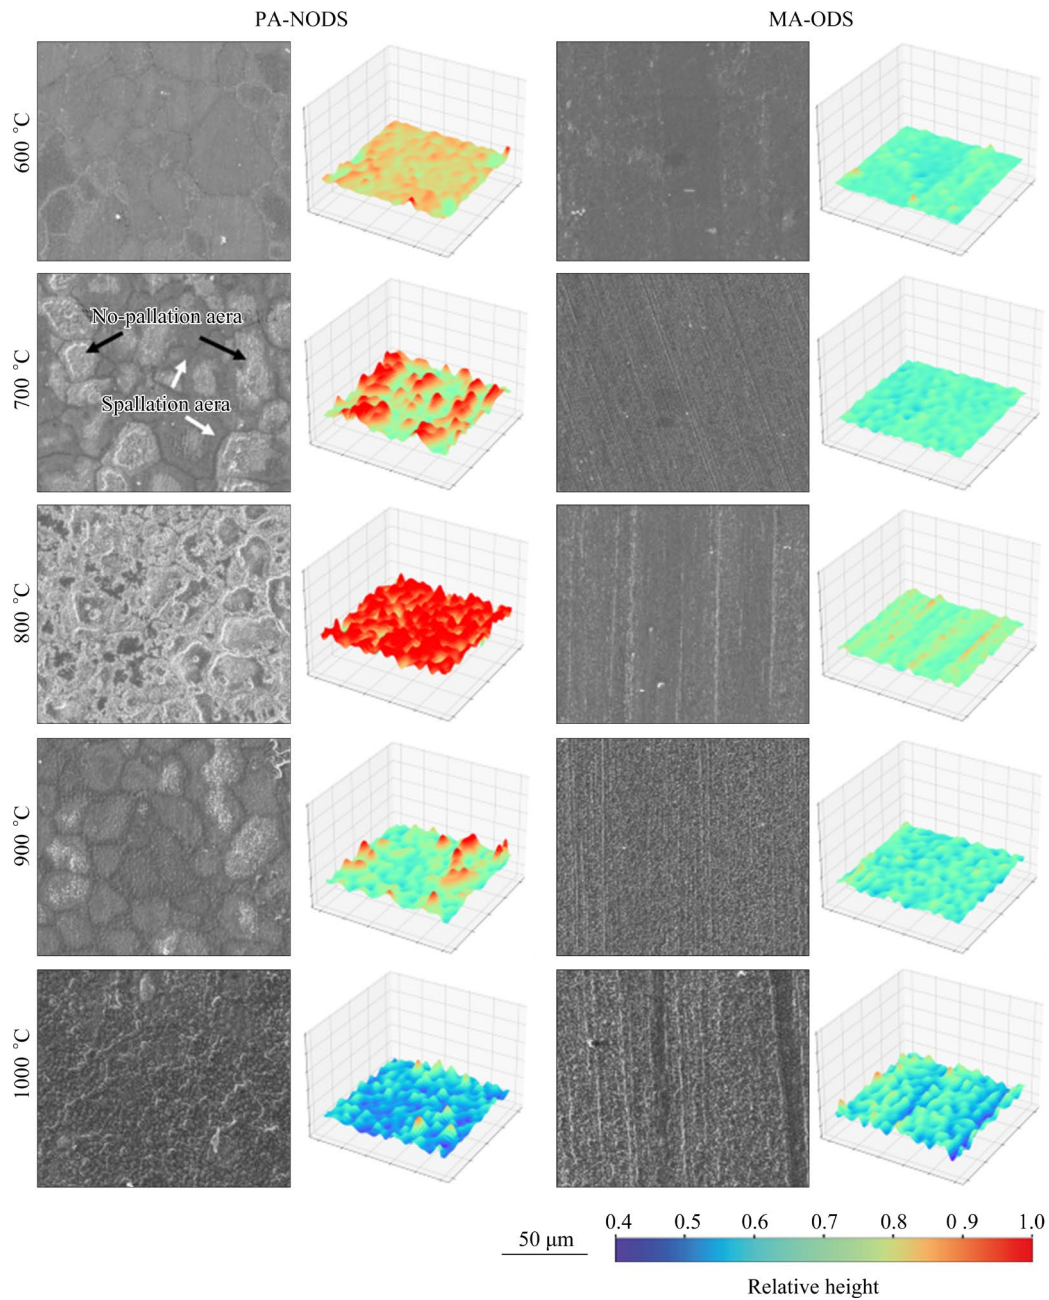 PA-NODS
MA-ODS
600 °C
700 °C
No-pallation aera
Spallation aera
800 °C
900 °C
1000 °C
50 μm
0.4 0.5 0.6 0.7 0.8 0.9 1.0
Relative height